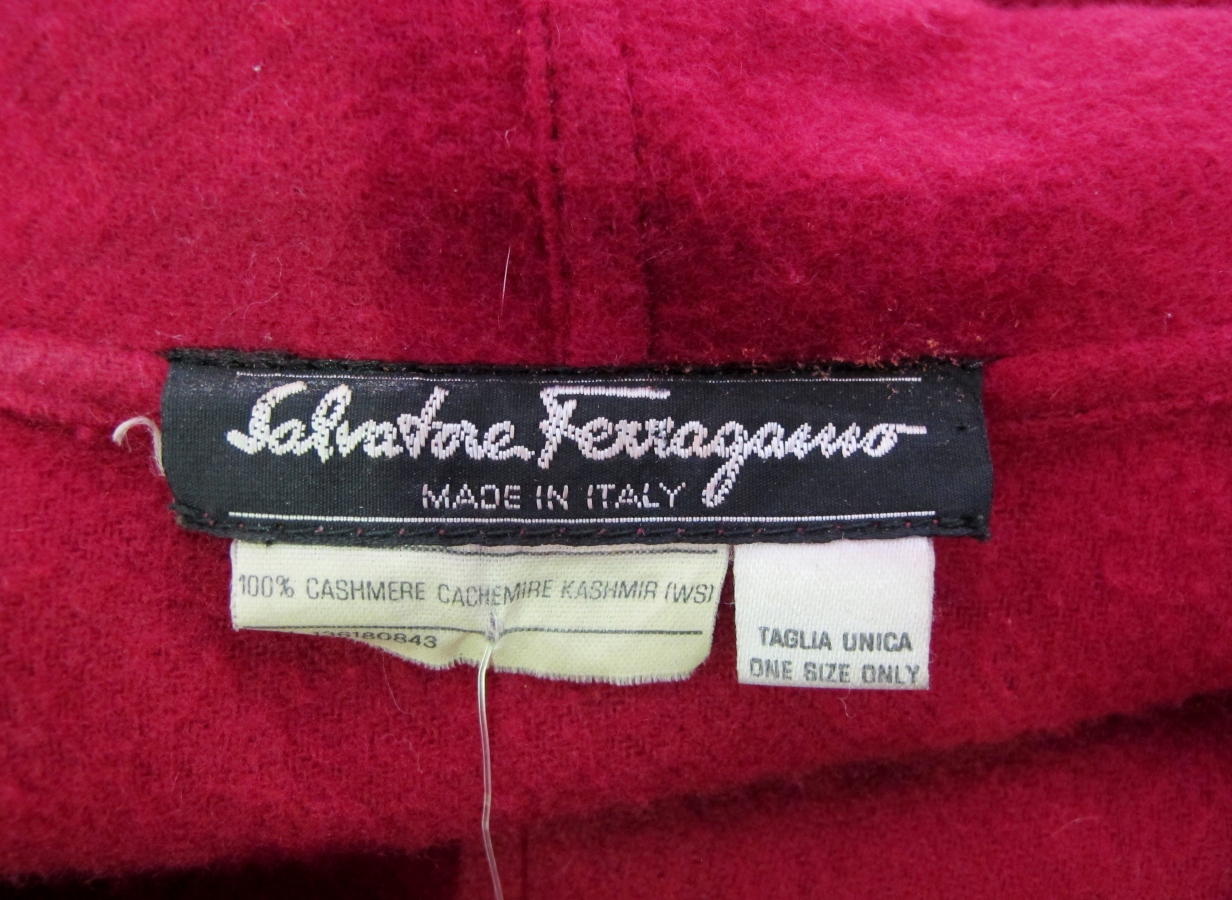 Salvatore Ferragamo
MADE IN ITALY
100% CASHMERE CACHEMIRE KASHMIR (WS)
TAGLIA UNICA
ONE SIZE ONLY